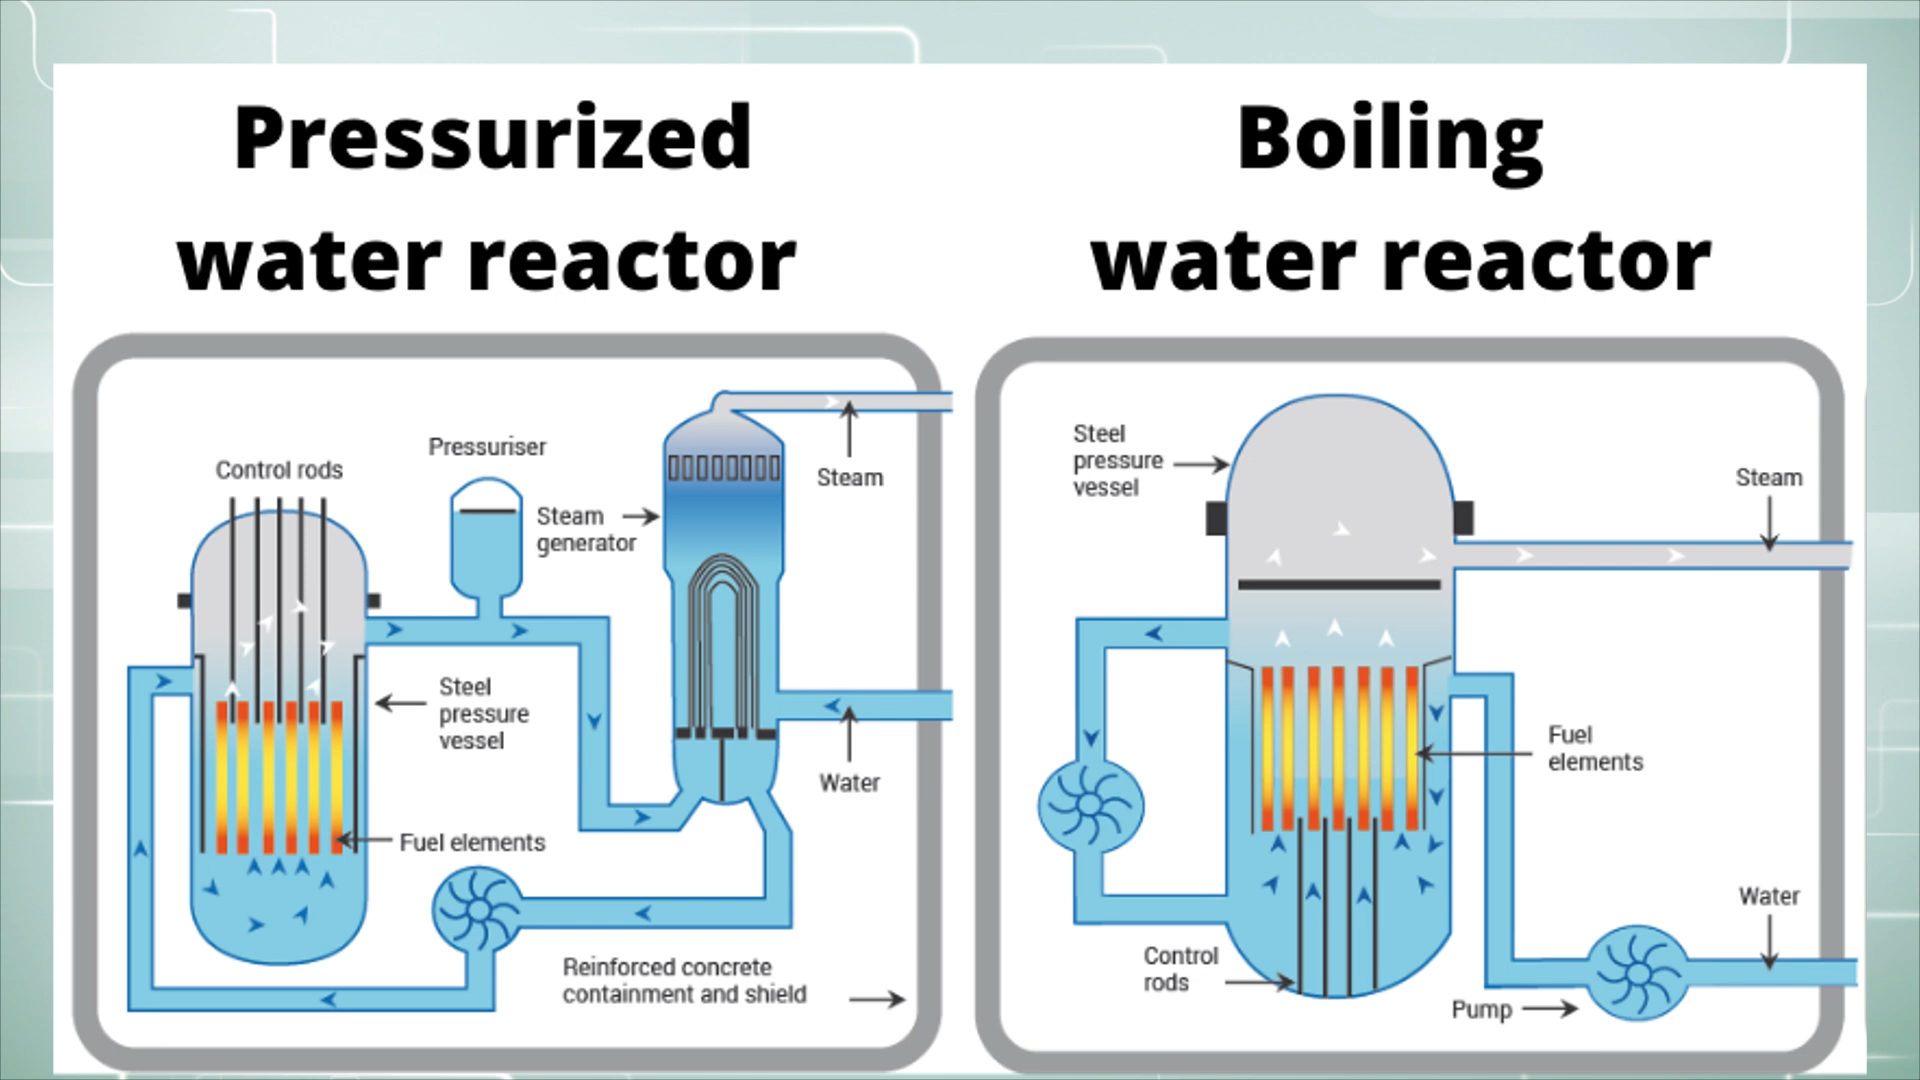 Pressurized
water reactor
Control rods
Pressuriser
Steam
generator
Steam
Steel
pressure
vessel
Water
Fuel elements
Reinforced concrete
containment and shield
Boiling
water reactor
Steel
pressure
vessel
Steam
Fuel
elements
Water
Control
rods
Pump